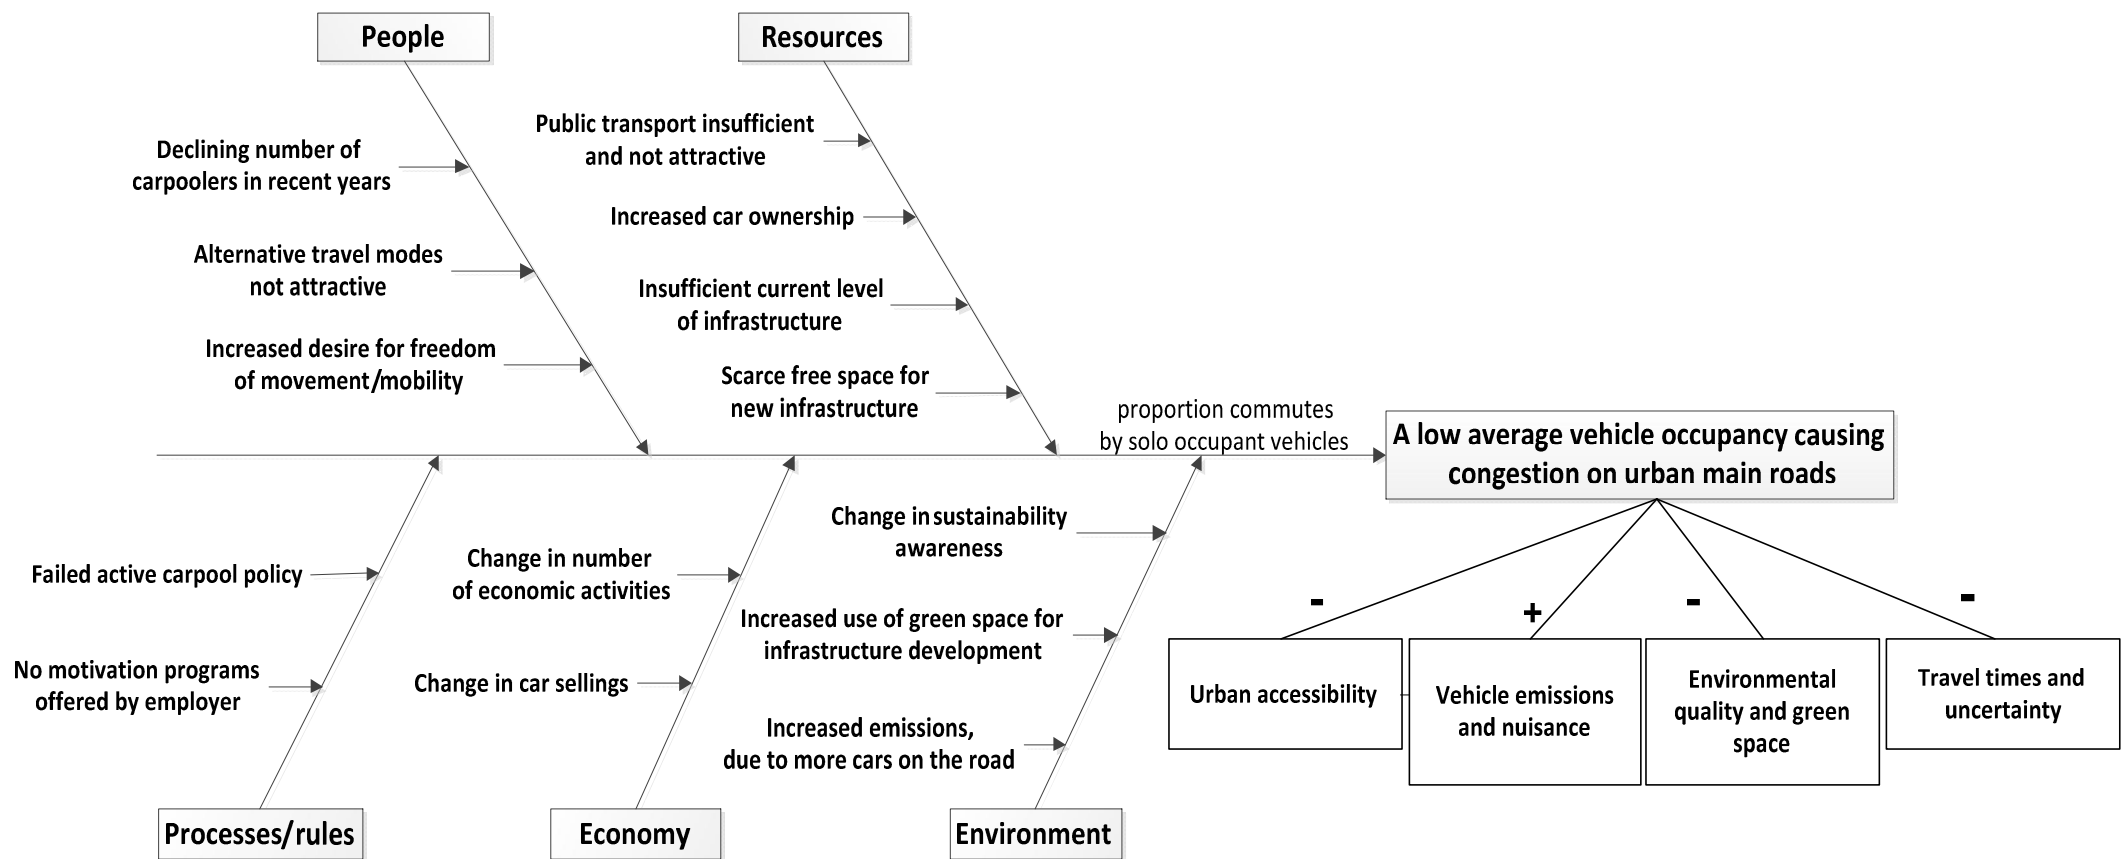 People
Resources
Public transport insufficient
and not attractive
Declining number of
carpoolers in recent years
Increased car ownership
Alternative travel modes
not attractive
Insufficient current level
of infrastructure
Increased desire for freedom
of movement/mobility
Scarce free space for
new infrastructure
proportion commutes
by solo occupant vehicles
A low average vehicle occupancy causing
congestion on urban main roads
Change in sustainability
awareness
Change in number
of economic activities
Failed active carpool policy
Increased use of green space for
infrastructure development
No motivation programs
offered by employer
Change in car sellings
Increased emissions,
due to more cars on the road
-
+
-
-
Urban accessibility
Vehicle emissions
and nuisance
Environmental
quality and green
space
Travel times and
uncertainty
Processes/rules
Economy
Environment